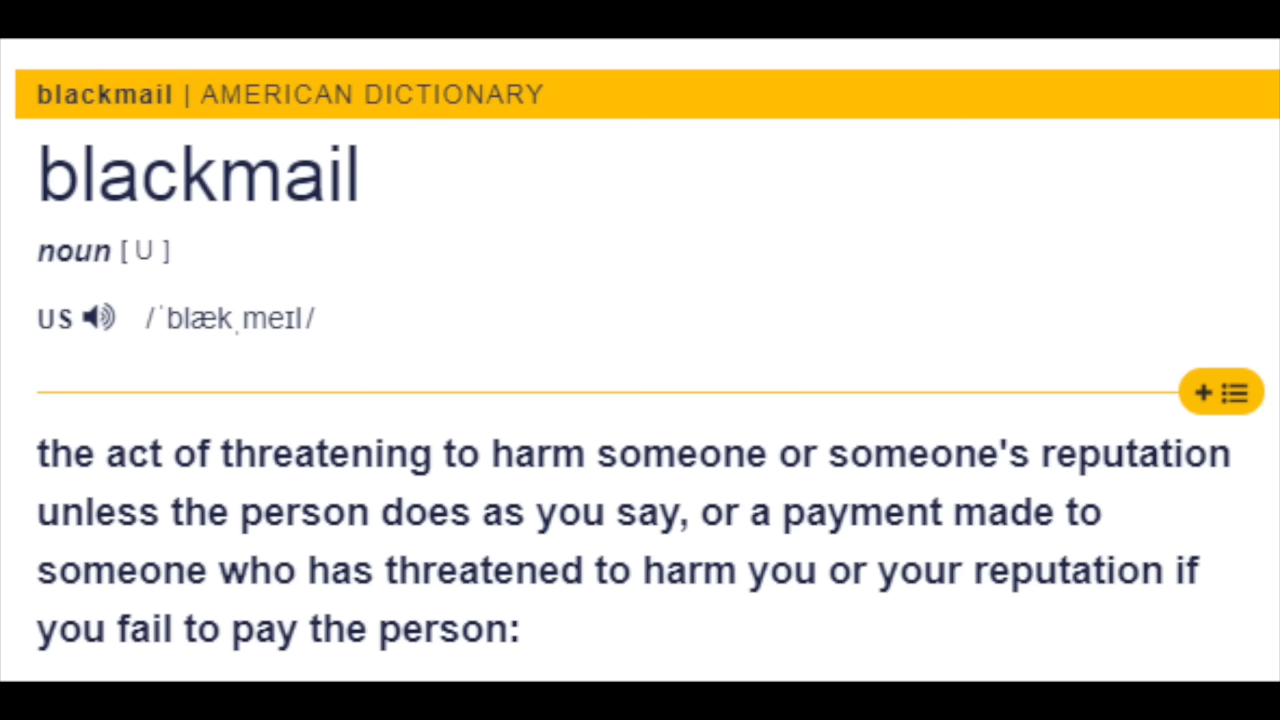 blackmail | AMERICAN DICTIONARY
blackmail
noun [ U ]
US /ˈblækˌmeɪl/
the act of threatening to harm someone or someone's reputation
unless the person does as you say, or a payment made to
someone who has threatened to harm you or your reputation if
you fail to pay the person: